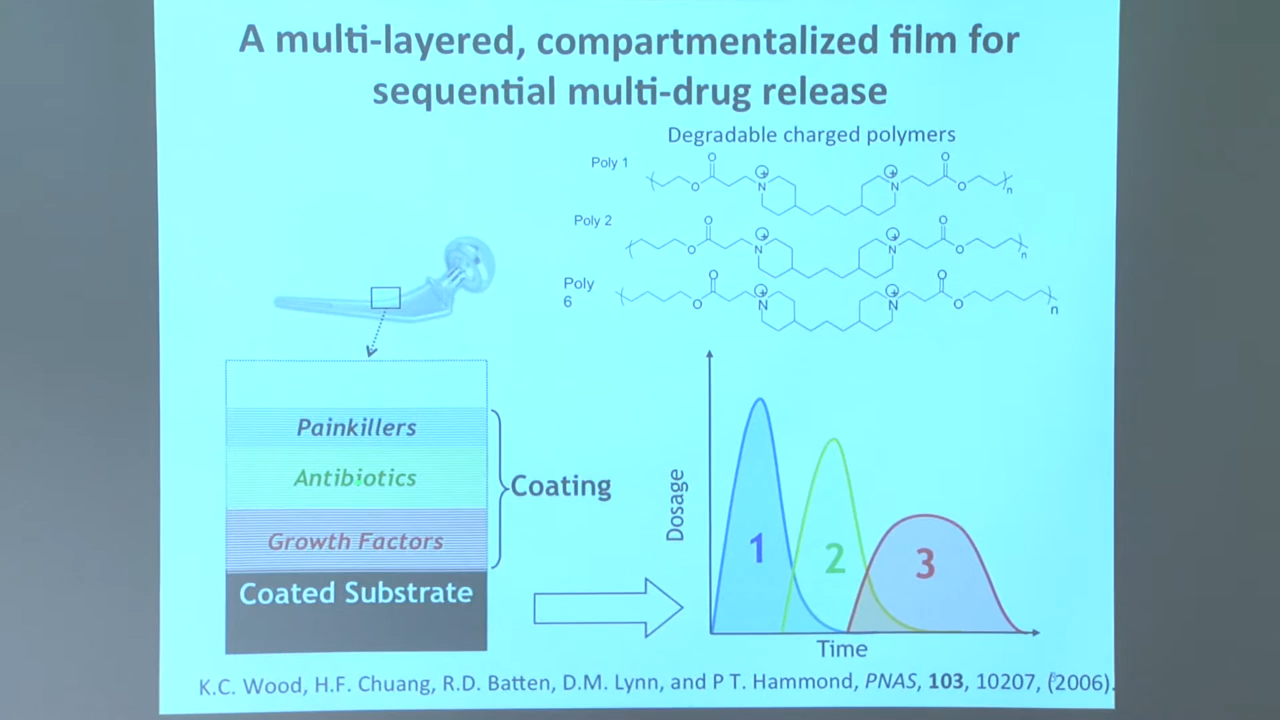 A multi-layered, compartmentalized film for
sequential multi-drug release
Degradable charged polymers
Poly 1
O
O
N
N
O
O
n
Poly 2
O
O
N
N
O
O
n
Poly
6
O
O
N
N
O
O
n
Painkillers
Antibiotics
Growth Factors
Coating
Coated Substrate
Dosage
1
2
3
Time
K.C. Wood, H.F. Chuang, R.D. Batten, D.M. Lynn, and P T. Hammond, PNAS, 103, 10207, (2006).